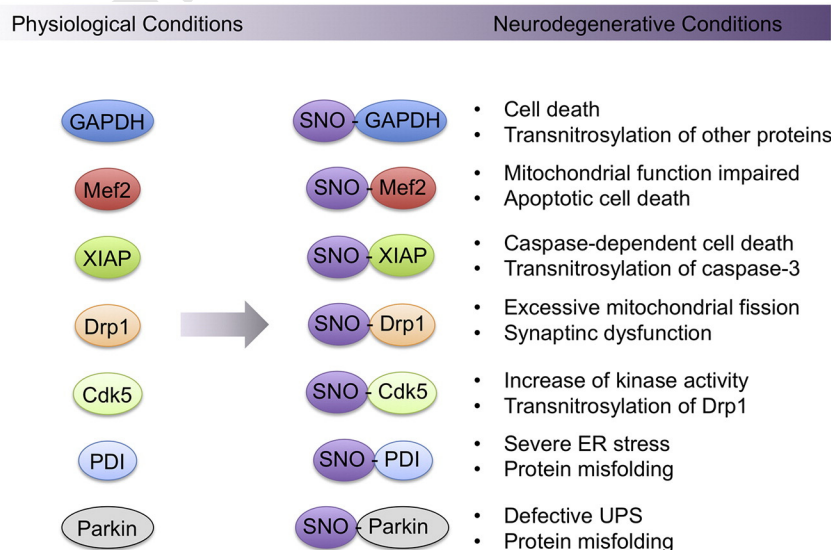 Physiological Conditions Neurodegenerative Conditions
GAPDH SNO - GAPDH
• Cell death
• Transnitrosylation of other proteins
Mef2 SNO - Mef2
• Mitochondrial function impaired
• Apoptotic cell death
XIAP SNO - XIAP
• Caspase-dependent cell death
• Transnitrosylation of caspase-3
Drp1 SNO - Drp1
• Excessive mitochondrial fission
• Synaptinc dysfunction
Cdk5 SNO - Cdk5
• Increase of kinase activity
• Transnitrosylation of Drp1
PDI SNO - PDI
• Severe ER stress
• Protein misfolding
Parkin SNO - Parkin
• Defective UPS
• Protein misfolding